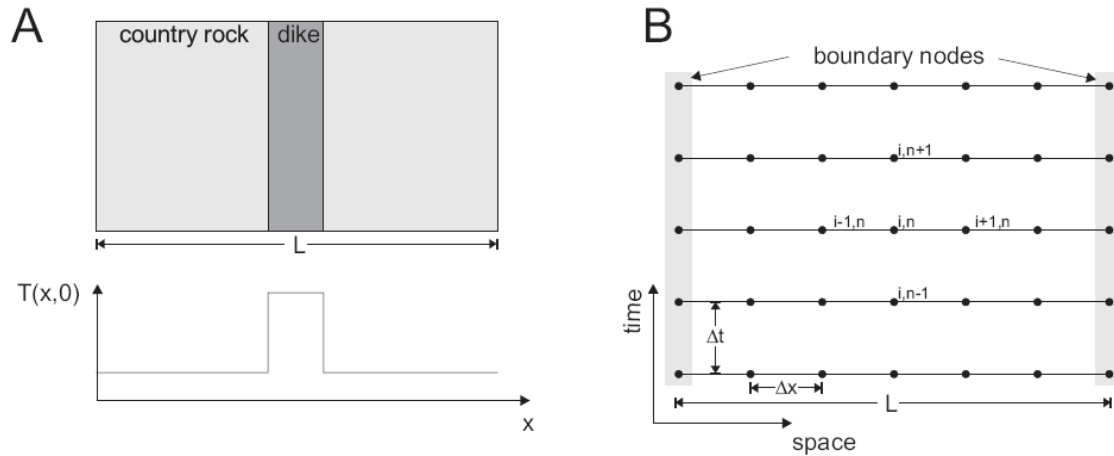 A
country rock
dike
L
T(x,0)
x
B
boundary nodes
i,n+1
i-1,n
i,n
i+1,n
i,n-1
time
Δt
Δx
L
space